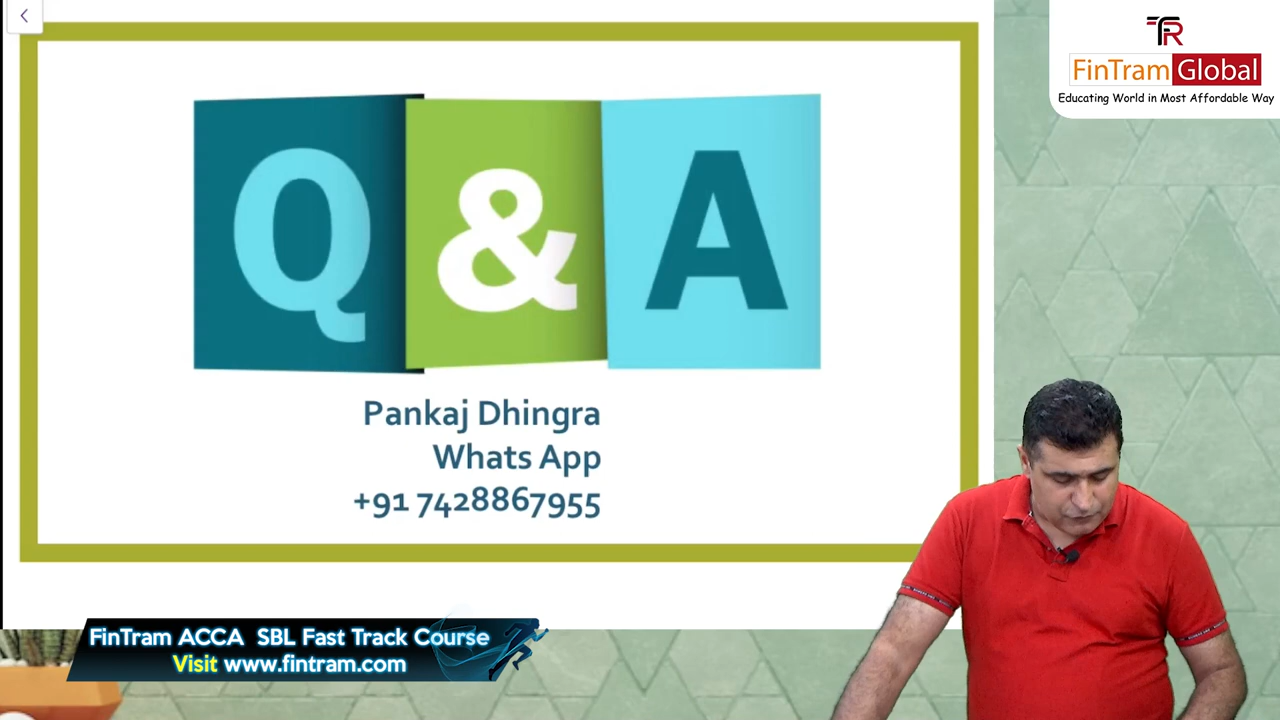 Q & A
Pankaj Dhingra
Whats App
+91 7428867955
FR
FinTram Global
Educating World in Most Affordable Way
FinTram ACCA SBL Fast Track Course
Visit www.fintram.com